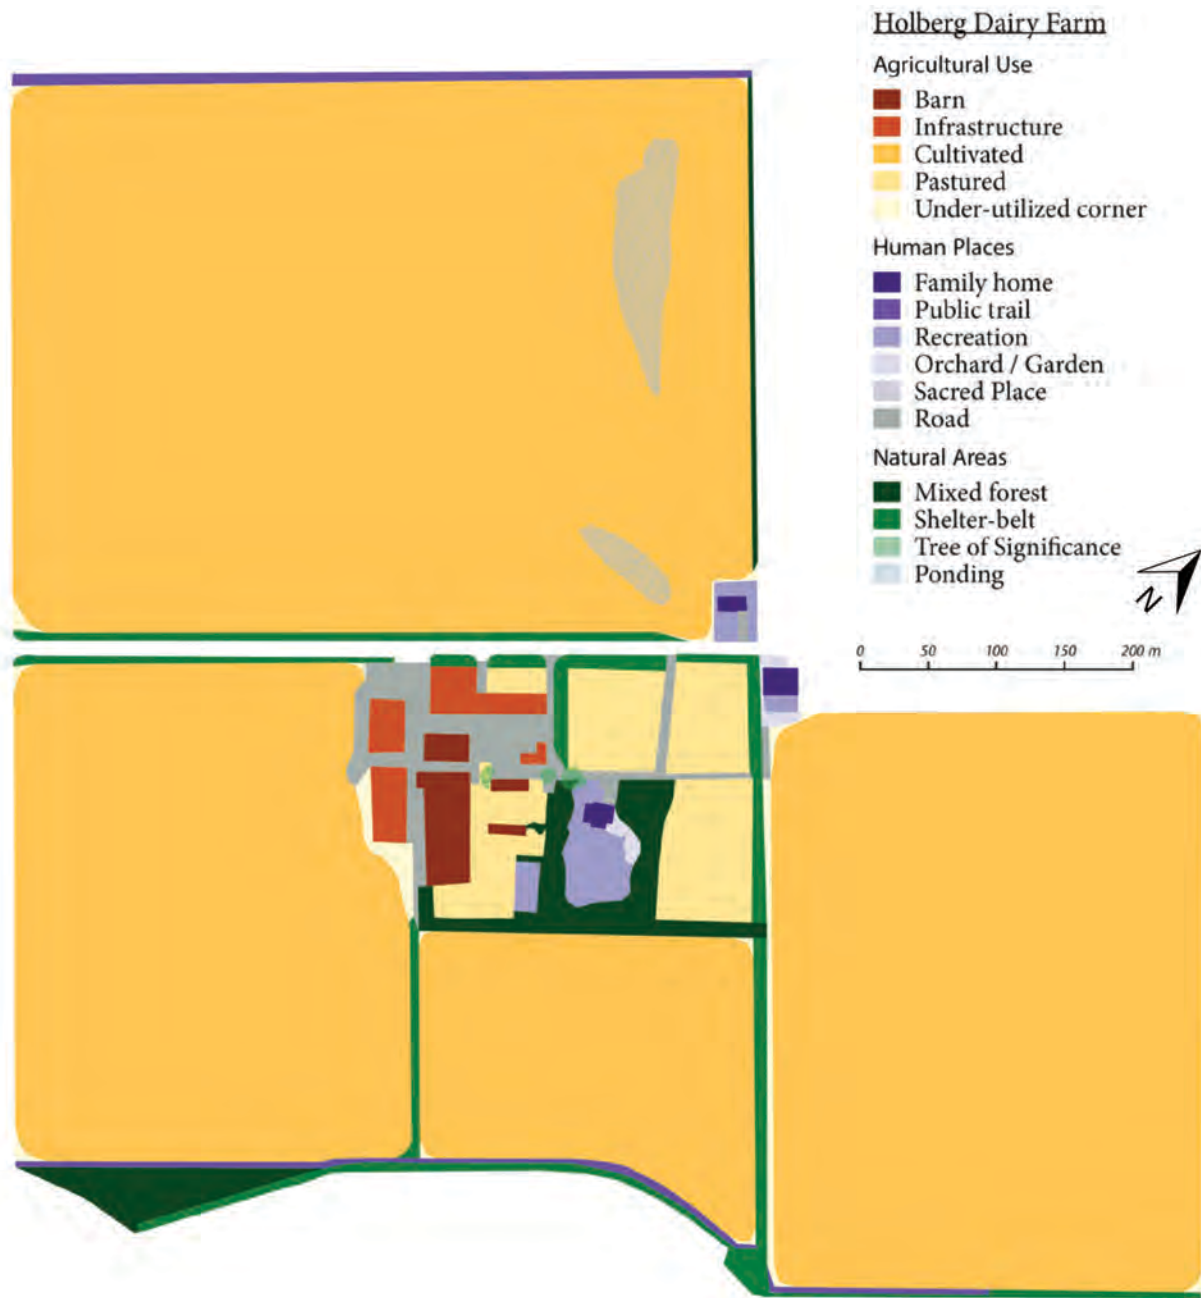 Holberg Dairy Farm
Agricultural Use
Barn
Infrastructure
Cultivated
Pastured
Under-utilized corner
Human Places
Family home
Public trail
Recreation
Orchard / Garden
Sacred Place
Road
Natural Areas
Mixed forest
Shelter-belt
Tree of Significance
Ponding
N
0 50 100 150 200 m